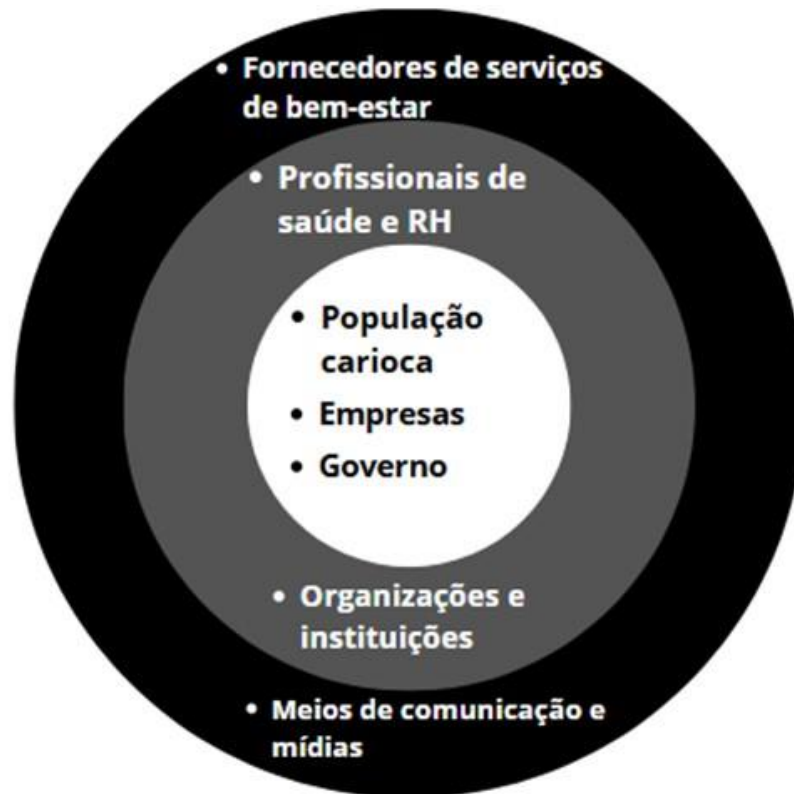 • Fornecedores de serviços
de bem-estar
• Profissionais de
saúde e RH
• População
carioca
• Empresas
• Governo
• Organizações e
instituições
• Meios de comunicação e
mídias